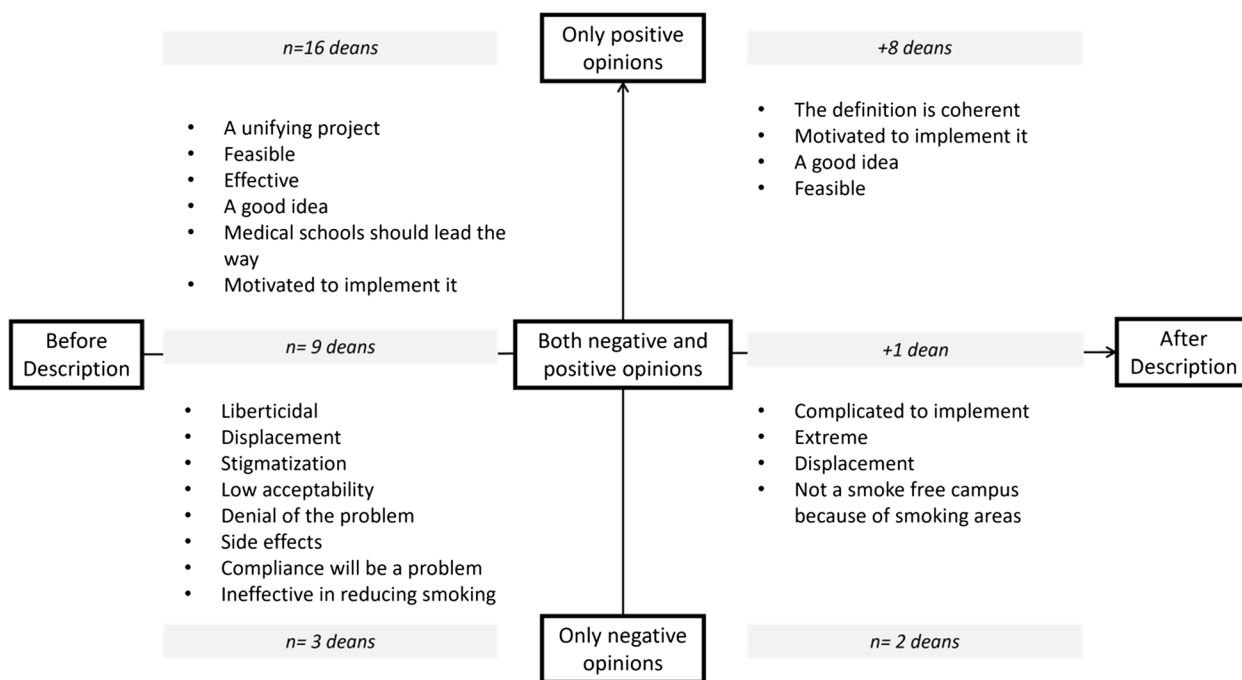 n=16 deans
Only positive
opinions
+8 deans
• A unifying project
• Feasible
• Effective
• A good idea
• Medical schools should lead the
way
• Motivated to implement it
• The definition is coherent
• Motivated to implement it
• A good idea
• Feasible
Before
Description
n= 9 deans
Both negative and
positive opinions
+1 dean
After
Description
• Liberticidal
• Displacement
• Stigmatization
• Low acceptability
• Denial of the problem
• Side effects
• Compliance will be a problem
• Ineffective in reducing smoking
• Complicated to implement
• Extreme
• Displacement
• Not a smoke free campus
because of smoking areas
n= 3 deans
Only negative
opinions
n= 2 deans